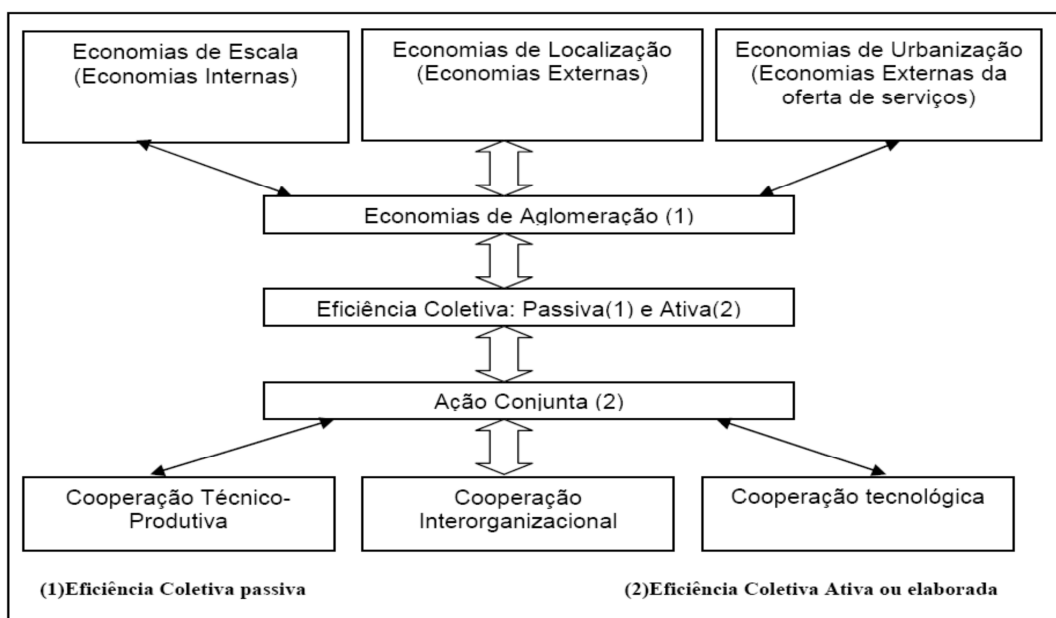 Economias de Escala
(Economias Internas)
Economias de Localização
(Economias Externas)
Economias de Urbanização
(Economias Externas da
oferta de serviços)
Economias de Aglomeração (1)
Eficiência Coletiva: Passiva(1) e Ativa(2)
Ação Conjunta (2)
Cooperação Técnico-
Produtiva
Cooperação
Interorganizacional
Cooperação tecnológica
(1)Eficiência Coletiva passiva
(2)Eficiência Coletiva Ativa ou elaborada